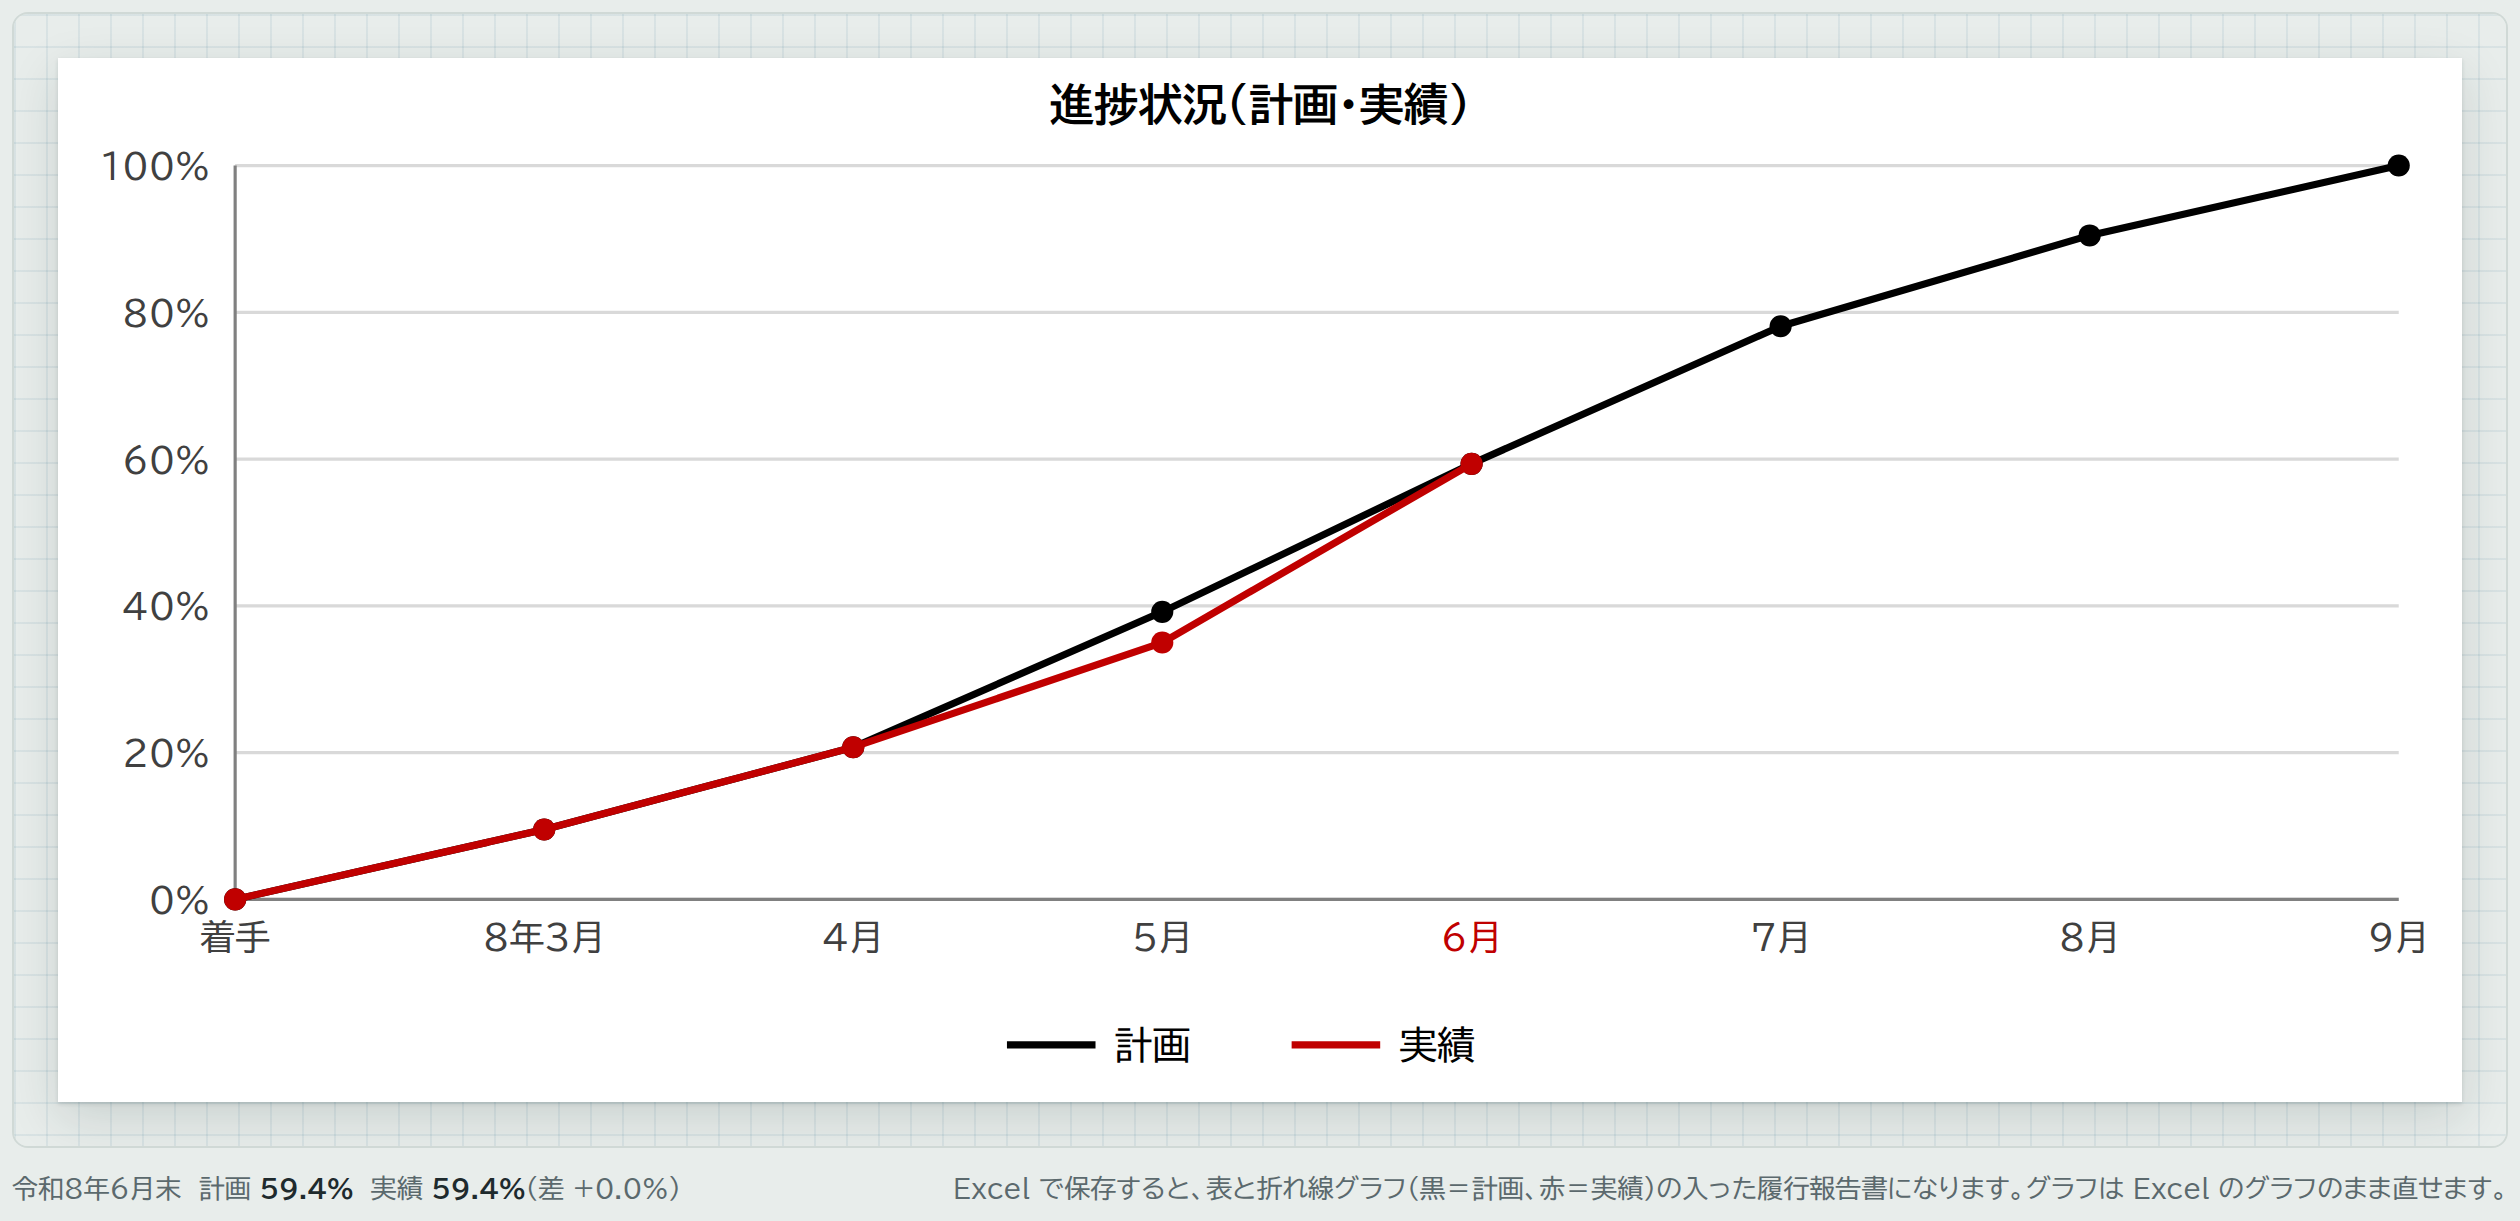 進捗状況（計画・実績）
100%
80%
60%
40%
20%
0%
着手 8年3月 4月 5月 6月 7月 8月 9月
計画 実績
令和8年6月末 計画 59.4% 実績 59.4%（差 +0.0%）
Excel で保存すると、表と折れ線グラフ（黒＝計画、赤＝実績）の入った履行報告書になります。グラフは Excel のグラフのまま直せます。